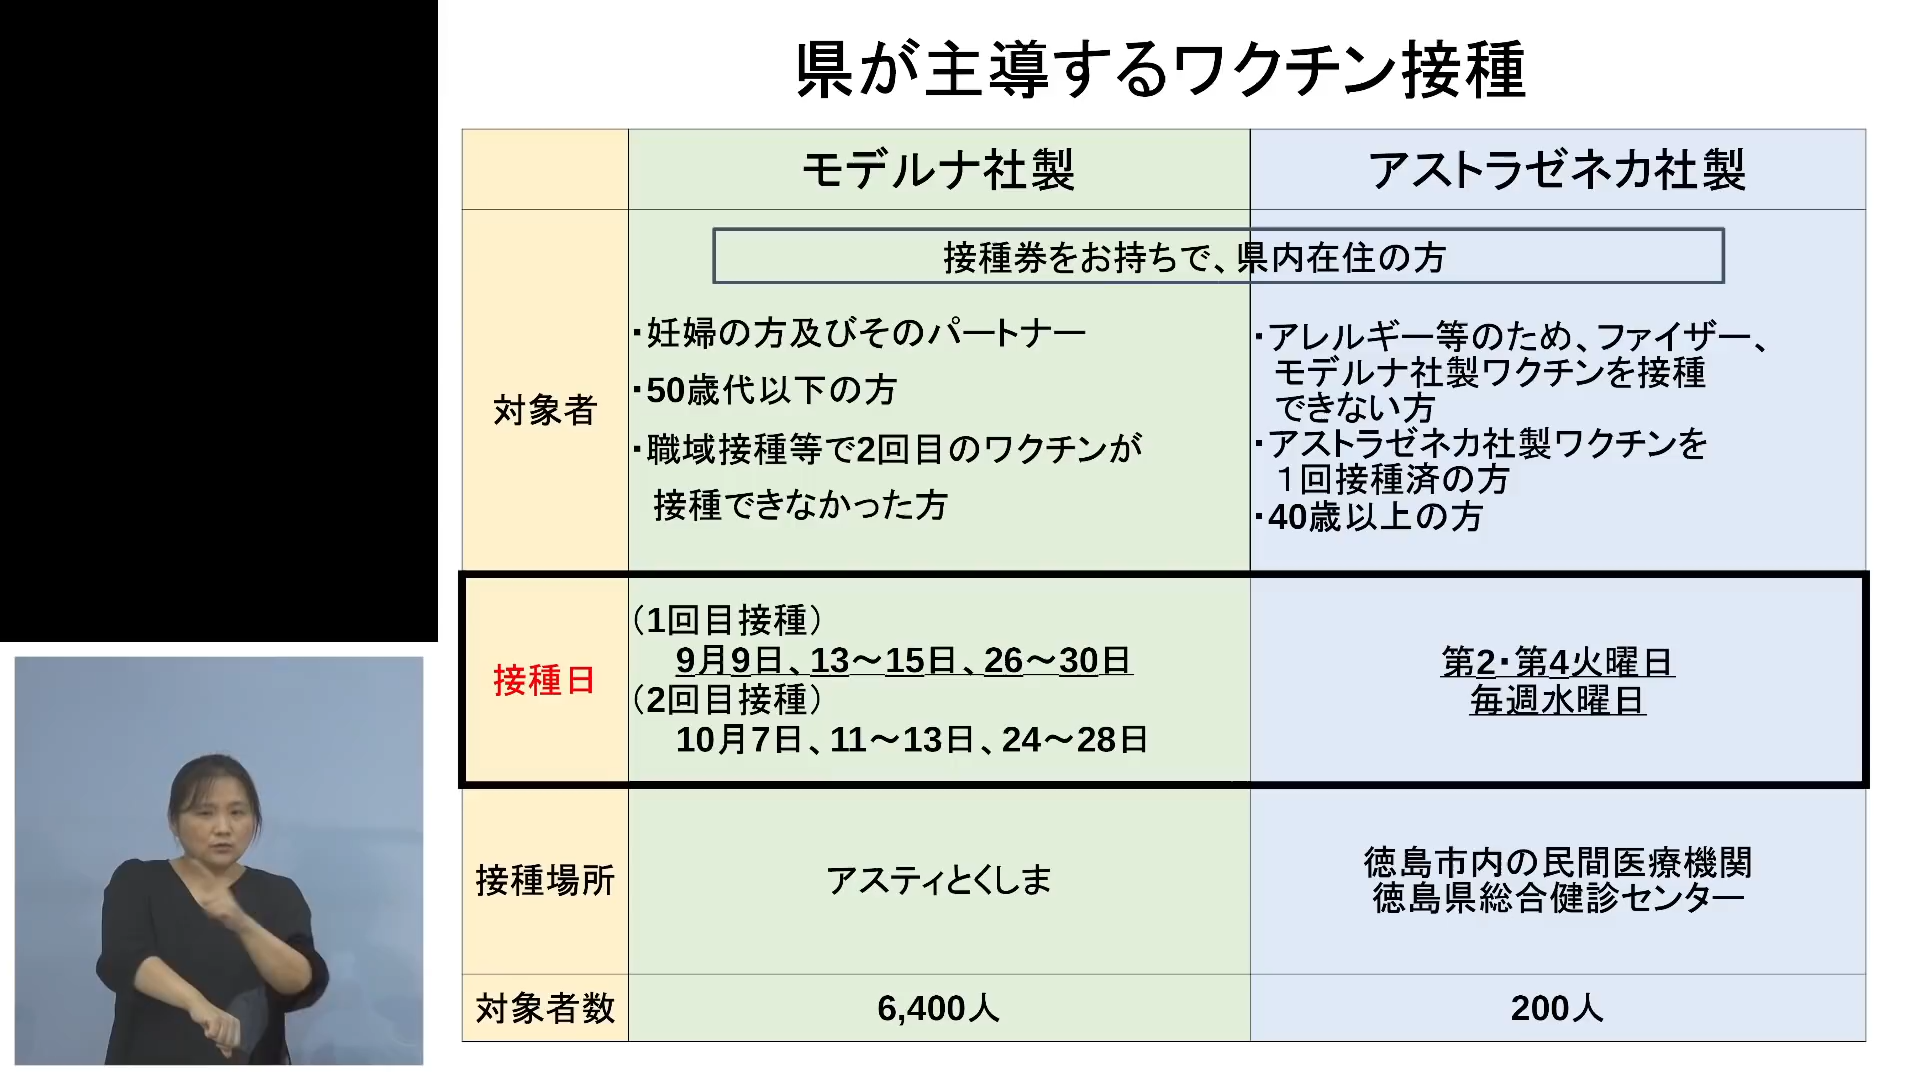 県が主導するワクチン接種
モデルナ社製
アストラゼネカ社製
対象者
接種券をお持ちで、県内在住の方
・妊婦の方及びそのパートナー
・50歳代以下の方
・職域接種等で2回目のワクチンが
接種できなかった方
・アレルギー等のため、ファイザー、
モデルナ社製ワクチンを接種
できない方
・アストラゼネカ社製ワクチンを
１回接種済の方
・40歳以上の方
接種日
（1回目接種）
9月9日、13～15日、26～30日
（2回目接種）
10月7日、11～13日、24～28日
第2・第4火曜日
毎週水曜日
接種場所
アスティとくしま
徳島市内の民間医療機関
徳島県総合健診センター
対象者数
6,400人
200人